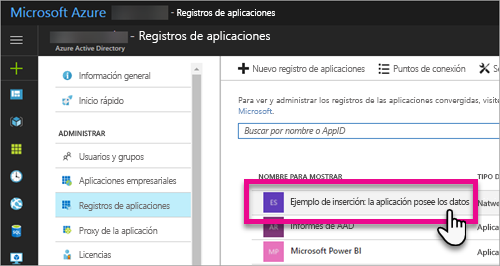 Microsoft Azure - Registros de aplicaciones
- Registros de aplicaciones
Azure Active Directory
Información general
Inicio rápido
ADMINISTRAR
Usuarios y grupos
Aplicaciones empresariales
Registros de aplicaciones
Proxy de la aplicación
Licencias
Nuevo registro de aplicaciones
Puntos de conexión
Para ver y administrar los registros de las aplicaciones convergidas, visite
Microsoft.
Buscar por nombre o AppID
NOMBRE PARA MOSTRAR
TIPO D
ES Ejemplo de inserción: la aplicación posee los datos
Natwe
AR Informes de AAD
Aplica
MP Microsoft Power BI
Aplica